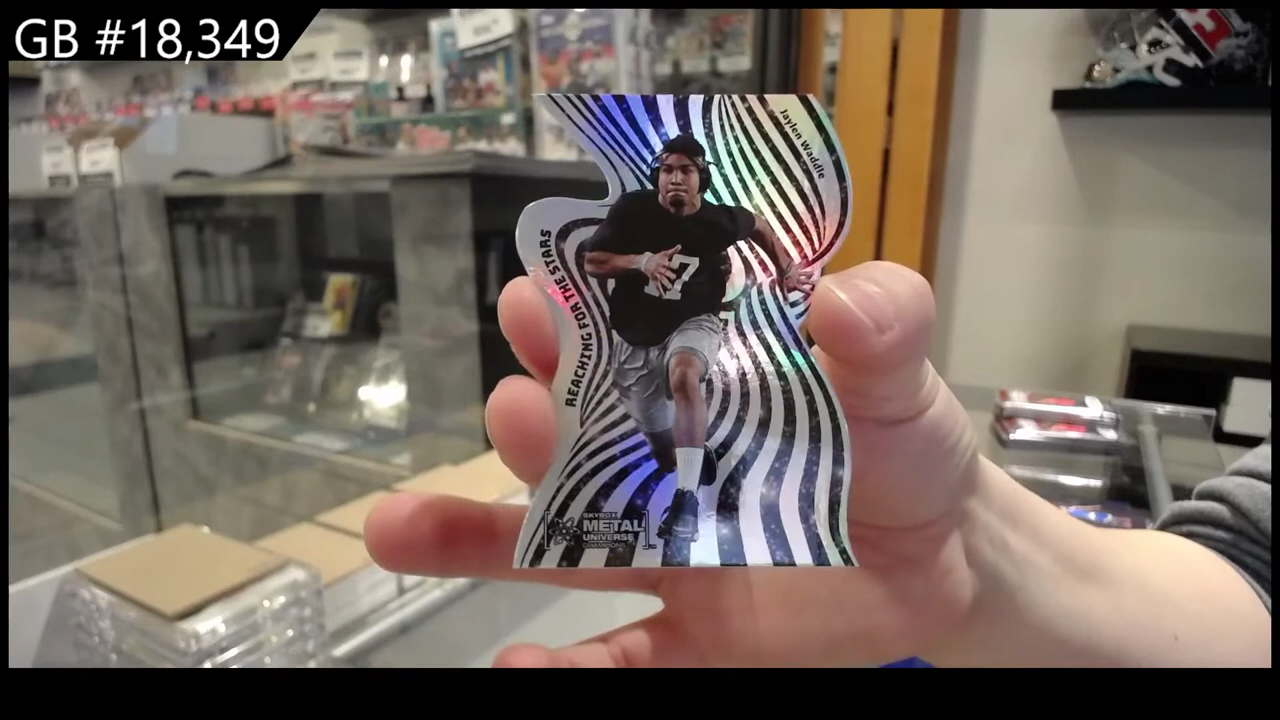 GB #18,349
Jaylen Waddle
REACHING FOR THE STARS
17
SKYBOX
METAL
UNIVERSE
CHAMPIONS